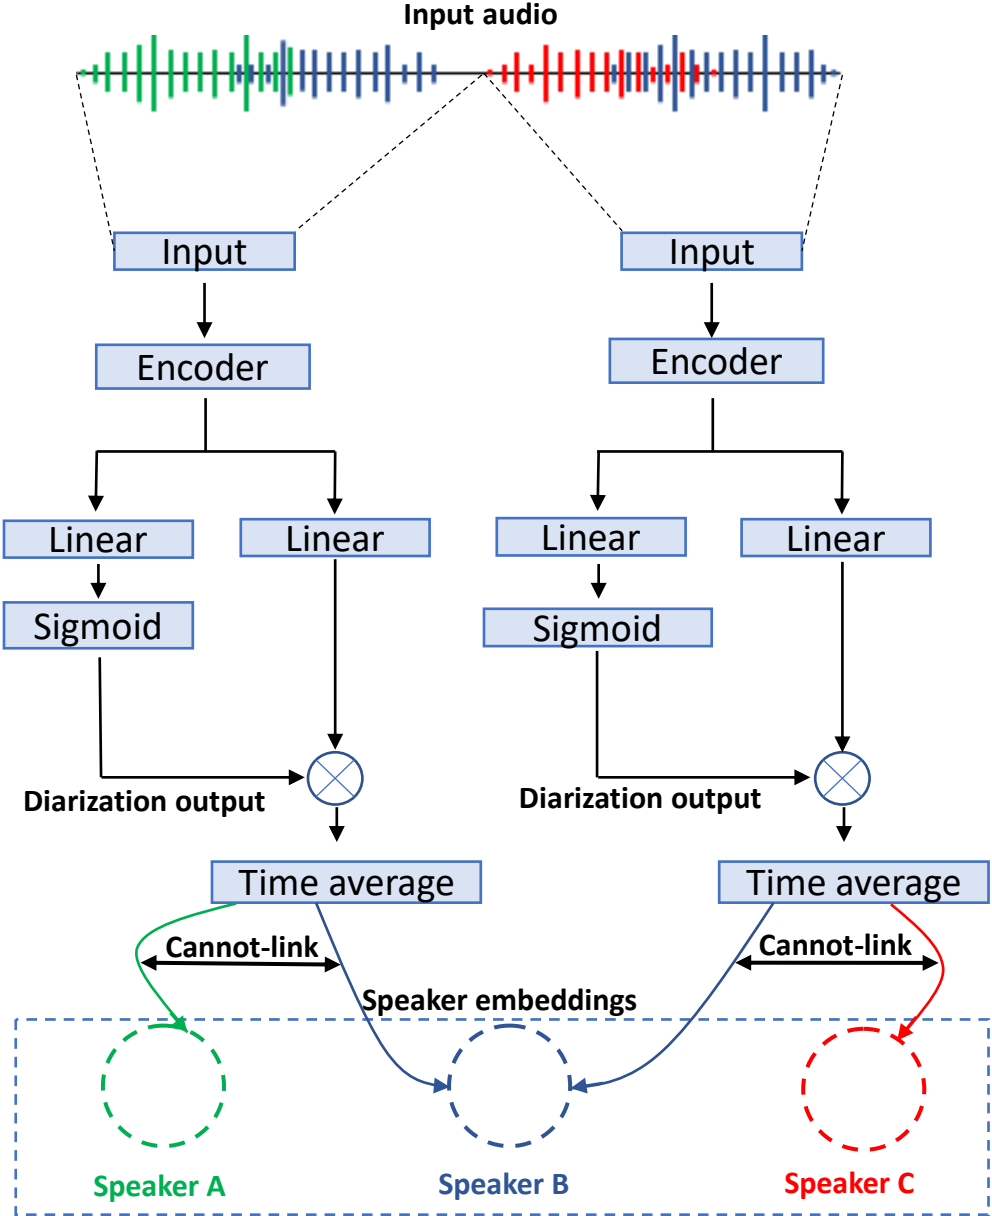 Input audio
Input
Input
Encoder
Encoder
Linear
Linear
Linear
Linear
Sigmoid
Sigmoid
Diarization output
Diarization output
Time average
Time average
Cannot-link
Cannot-link
Speaker embeddings
Speaker A
Speaker B
Speaker C